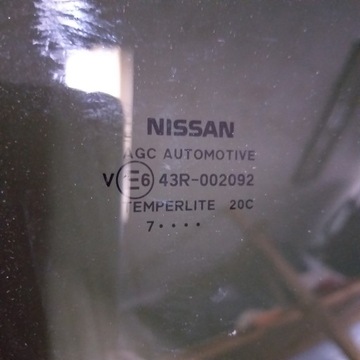 NISSAN
AGC AUTOMOTIVE
V E6 43R-002092
TEMPERLITE 20C
7····